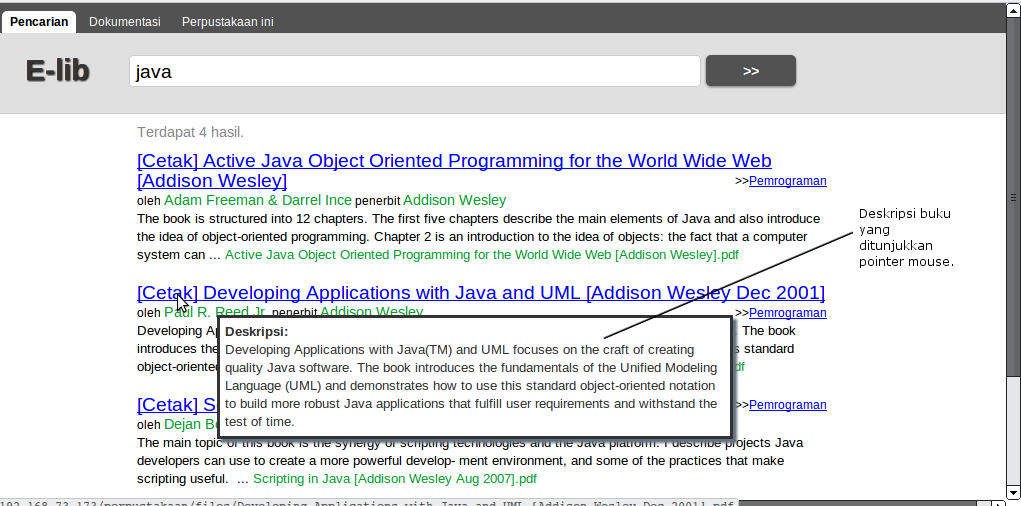 Pencarian Dokumentasi Perpustakaan ini
E-lib
java
>>
Terdapat 4 hasil.
[Cetak] Active Java Object Oriented Programming for the World Wide Web
[Addison Wesley]
>>Pemrograman
oleh Adam Freeman & Darrel Ince penerbit Addison Wesley
The book is structured into 12 chapters. The first five chapters describe the main elements of Java and also introduce
the idea of object-oriented programming. Chapter 2 is an introduction to the idea of objects: the fact that a computer
system can ... Active Java Object Oriented Programming for the World Wide Web [Addison Wesley].pdf
Deskripsi buku
yang
ditunjukkan
pointer mouse.
[Cetak] Developing Applications with Java and UML [Addison Wesley Dec 2001]
oleh Paul R. Reed Jr. penerbit Addison Wesley
>>Pemrograman
Developing The book
introduces the standard
object-oriented
Deskripsi:
Developing Applications with Java(TM) and UML focuses on the craft of creating
quality Java software. The book introduces the fundamentals of the Unified Modeling
Language (UML) and demonstrates how to use this standard object-oriented notation
to build more robust Java applications that fulfill user requirements and withstand the
test of time.
[Cetak]
>>Pemrograman
oleh Dejan
The main topic of this book is the synergy of scripting technologies and the Java platform. I describe projects Java
developers can use to create a more powerful develop- ment environment, and some of the practices that make
scripting useful. ... Scripting in Java [Addison Wesley Aug 2007].pdf
192.168.73.173/perpustakaan/files/Developing Applications with Java and UML [Addison Wesley Dec 2001].pdf